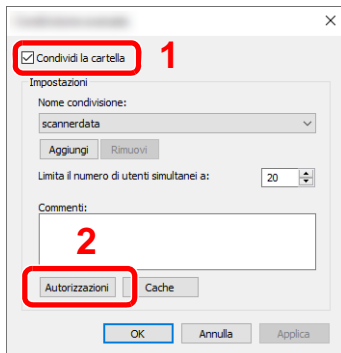 Condividi la cartella
1
Impostazioni
Nome condivisione:
scannerdata
Aggiungi
Rimuovi
Limita il numero di utenti simultanei a:
20
Commenti:
2
Autorizzazioni
Cache
OK
Annulla
Applica